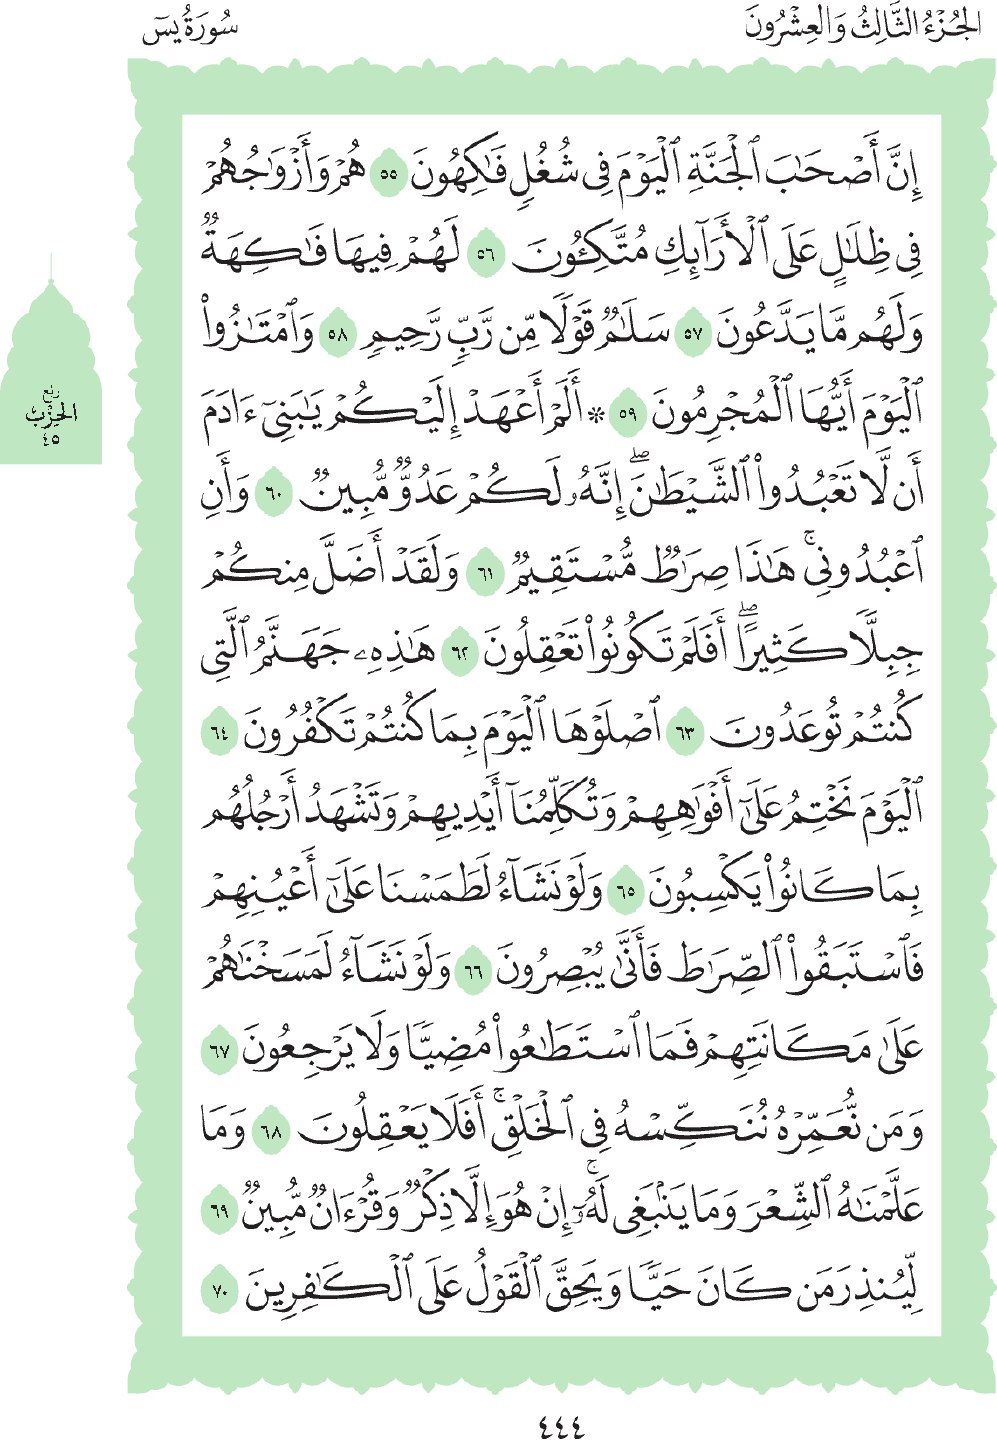 الجُزْءُ الثَّالِثُ وَالعِشْرُونَ
سُورَةُ يسٓ
إِنَّ أَصْحَٰبَ ٱلْجَنَّةِ ٱلْيَوْمَ فِى شُغُلٍ فَٰكِهُونَ ٥٥ هُمْ وَأَزْوَٰجُهُمْ
فِى ظِلَٰلٍ عَلَى ٱلْأَرَآئِكِ مُتَّكِـُٔونَ ٥٦ لَهُمْ فِيهَا فَٰكِهَةٌ
وَلَهُم مَّا يَدَّعُونَ ٥٧ سَلَٰمٌ قَوْلًا مِّن رَّبٍّ رَّحِيمٍ ٥٨ وَٱمْتَٰزُوا۟
ٱلْيَوْمَ أَيُّهَا ٱلْمُجْرِمُونَ ٥٩ ۞ أَلَمْ أَعْهَدْ إِلَيْكُمْ يَٰبَنِىٓ ءَادَمَ
أَن لَّا تَعْبُدُوا۟ ٱلشَّيْطَٰنَ ۖ إِنَّهُۥ لَكُمْ عَدُوٌّ مُّبِينٌ ٦٠ وَأَنِ
ٱعْبُدُونِى ۚ هَٰذَا صِرَٰطٌ مُّسْتَقِيمٌ ٦١ وَلَقَدْ أَضَلَّ مِنكُمْ
جِبِلًّا كَثِيرًا ۖ أَفَلَمْ تَكُونُوا۟ تَعْقِلُونَ ٦٢ هَٰذِهِۦ جَهَنَّمُ ٱلَّتِى
كُنتُمْ تُوعَدُونَ ٦٣ ٱصْلَوْهَا ٱلْيَوْمَ بِمَا كُنتُمْ تَكْفُرُونَ ٦٤
ٱلْيَوْمَ نَخْتِمُ عَلَىٰٓ أَفْوَٰهِهِمْ وَتُكَلِّمُنَآ أَيْدِيهِمْ وَتَشْهَدُ أَرْجُلُهُم
بِمَا كَانُوا۟ يَكْسِبُونَ ٦٥ وَلَوْ نَشَآءُ لَطَمَسْنَا عَلَىٰٓ أَعْيُنِهِمْ
فَٱسْتَبَقُوا۟ ٱلصِّرَٰطَ فَأَنَّىٰ يُبْصِرُونَ ٦٦ وَلَوْ نَشَآءُ لَمَسَخْنَٰهُمْ
عَلَىٰ مَكَانَتِهِمْ فَمَا ٱسْتَطَٰعُوا۟ مُضِيًّا وَلَا يَرْجِعُونَ ٦٧
وَمَن نُّعَمِّرْهُ نُنَكِّسْهُ فِى ٱلْخَلْقِ ۚ أَفَلَا يَعْقِلُونَ ٦٨ وَمَا
عَلَّمْنَٰهُ ٱلشِّعْرَ وَمَا يَنۢبَغِى لَهُۥٓ ۚ إِنْ هُوَ إِلَّا ذِكْرٌ وَقُرْءَانٌ مُّبِينٌ ٦٩
لِّيُنذِرَ مَن كَانَ حَيًّا وَيَحِقَّ ٱلْقَوْلُ عَلَى ٱلْكَٰفِرِينَ ٧٠
رُبْعُ
الحِزْبِ
٤٥
٤٤٤